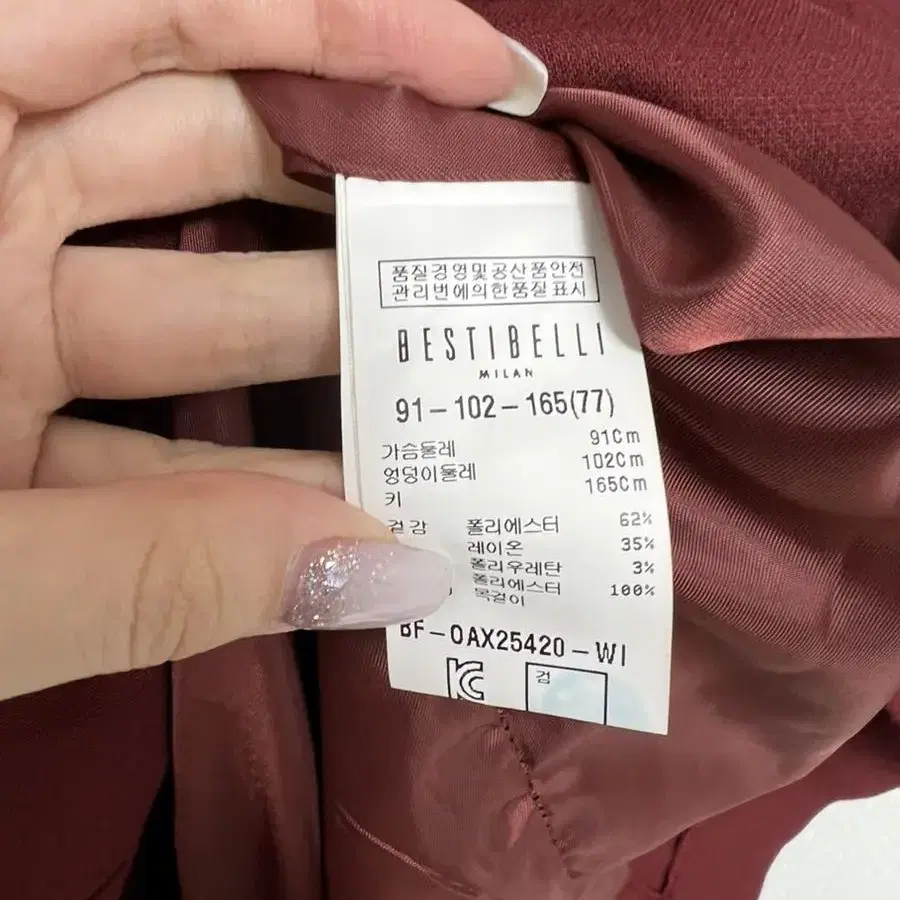 품질경영및공산품안전
관리번에의한품질표시
BESTIBELLI
MILAN
91-102-165(77)
가슴둘레 91Cm
엉덩이둘레 102Cm
키 165Cm
겉감 폴리에스터 62%
레이온 35%
폴리우레탄 3%
폴리에스터 100%
목걸이
BF-OAX25420-WI
KC
검